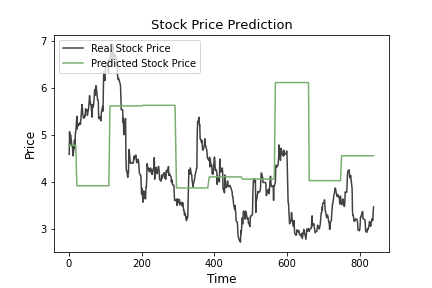 Stock Price Prediction
Real Stock Price
Predicted Stock Price
Price
7
6
5
4
3
0 200 400 600 800
Time